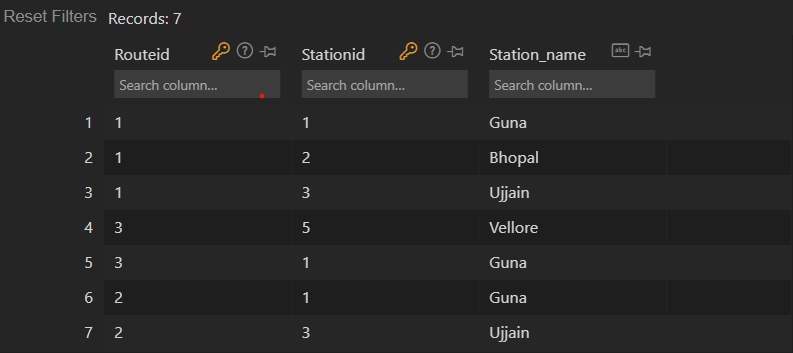 Reset Filters Records: 7
Routeid ? Stationid ? Station_name abc
Search column... Search column... Search column...
1 1 1 Guna
2 1 2 Bhopal
3 1 3 Ujjain
4 3 5 Vellore
5 3 1 Guna
6 2 1 Guna
7 2 3 Ujjain